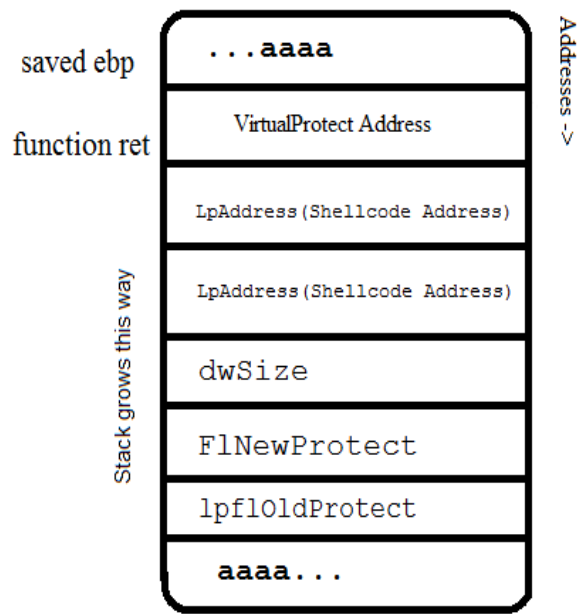 ...aaaa
saved ebp
Addresses ->
VirtualProtect Address
function ret
LpAddress(Shellcode Address)
LpAddress(Shellcode Address)
Stack grows this way
dwSize
FlNewProtect
lpflOldProtect
aaaa...